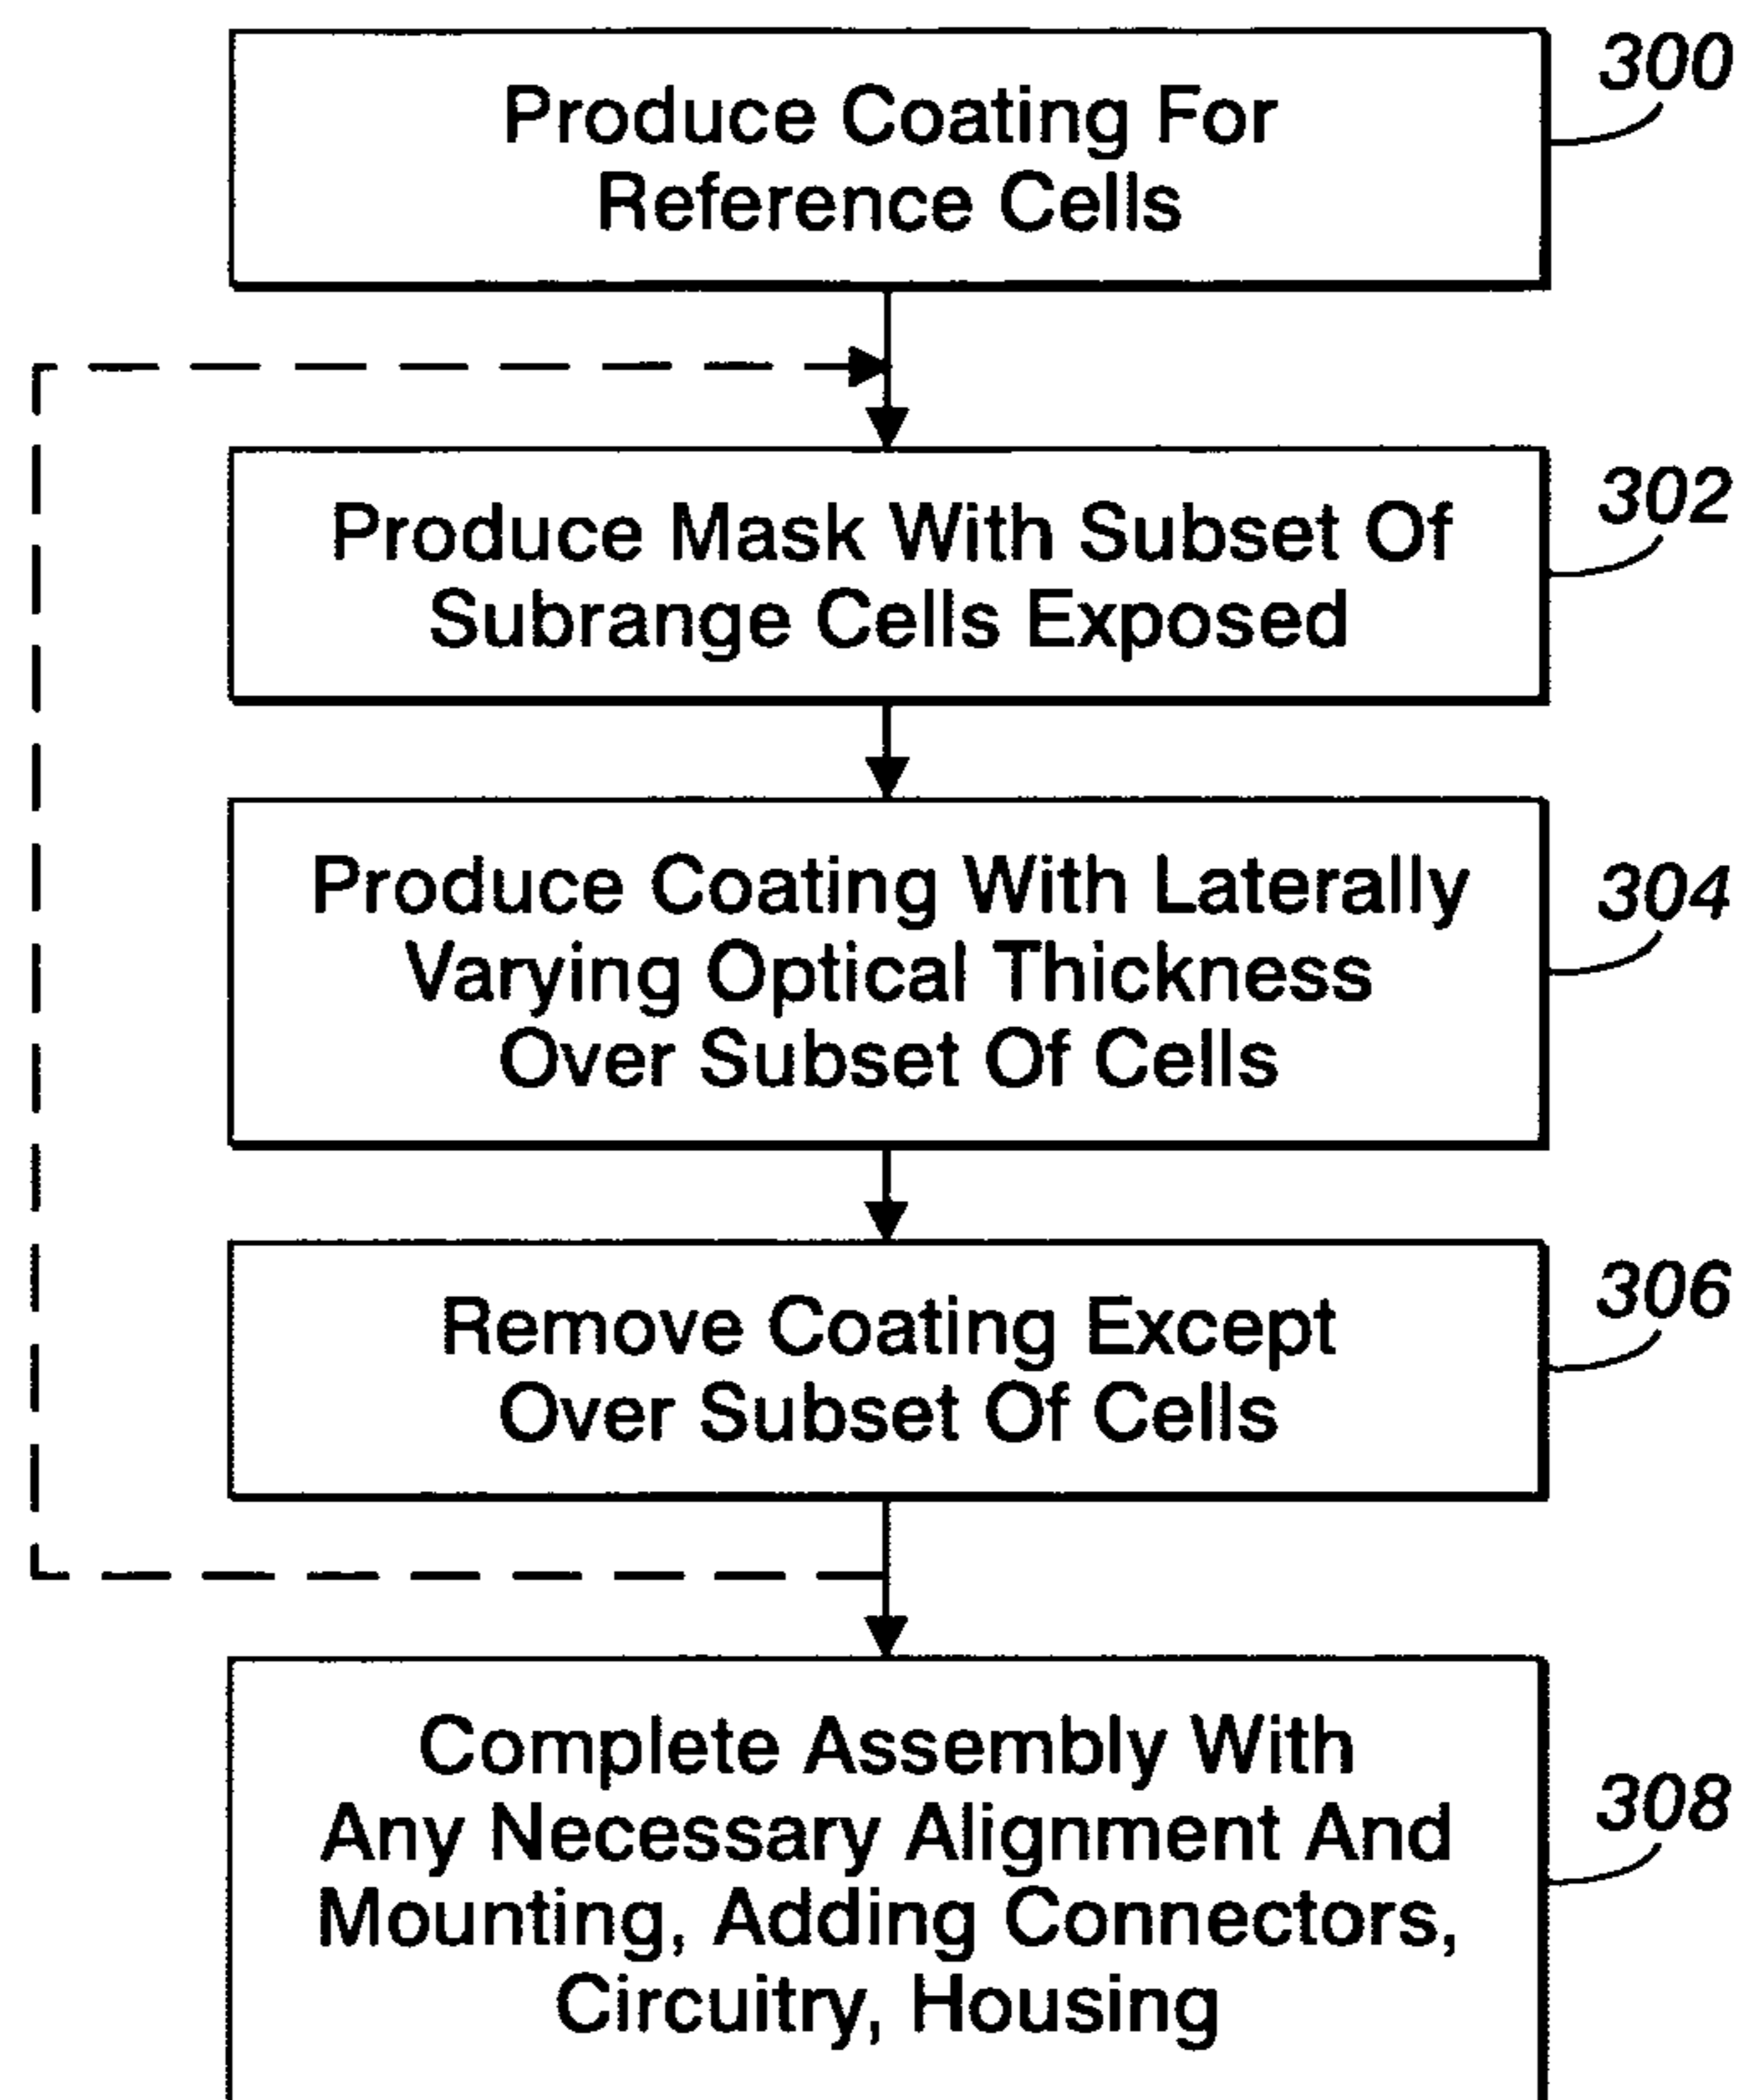 Produce Coating For
Reference Cells
300
Produce Mask With Subset Of
Subrange Cells Exposed
302
Produce Coating With Laterally
Varying Optical Thickness
Over Subset Of Cells
304
Remove Coating Except
Over Subset Of Cells
306
Complete Assembly With
Any Necessary Alignment And
Mounting, Adding Connectors,
Circuitry, Housing
308